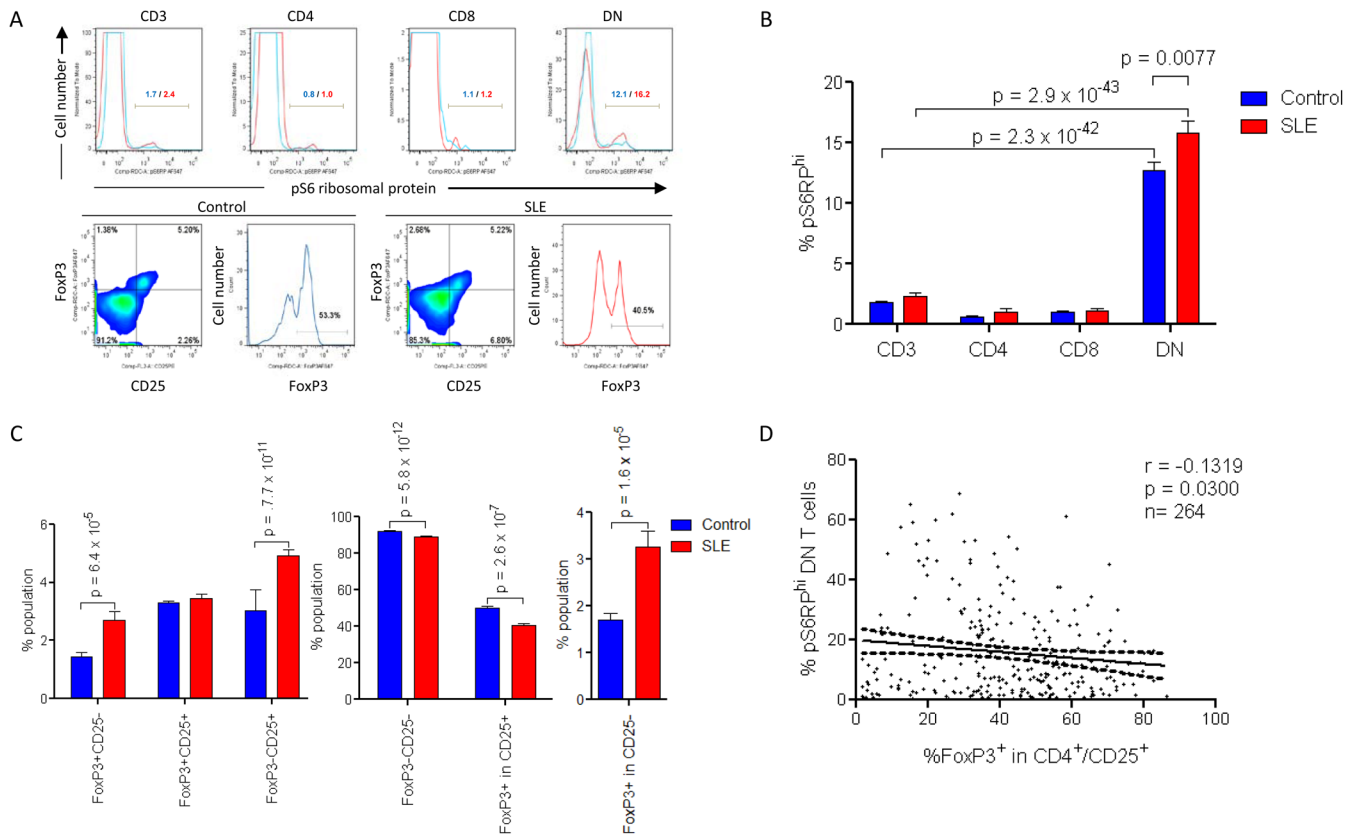 A
CD3
CD4
CD8
DN
Cell number
1.7 / 2.4
0.8 / 1.0
1.1 / 1.2
12.1 / 16.2
pS6 ribosomal protein
Control
SLE
1.38%
5.20%
91.2%
2.26%
FoxP3
CD25
Cell number
53.3%
FoxP3
2.68%
5.22%
85.3%
6.80%
FoxP3
CD25
Cell number
40.5%
FoxP3
B
p = 0.0077
p = 2.9 x 10-43
p = 2.3 x 10-42
Control
SLE
% pS6RPhi
20
15
10
5
0
CD3
CD4
CD8
DN
C
p = 6.4 x 10-5
p = .7.7 x 10-11
% population
6
4
2
0
FoxP3+CD25-
FoxP3+CD25+
FoxP3-CD25+
p = 5.8 x 10-12
p = 2.6 x 10-7
% population
100
80
60
40
20
0
FoxP3-CD25-
FoxP3+ in CD25+
p = 1.6 x 10-5
% population
4
3
2
1
0
FoxP3+ in CD25-
Control
SLE
D
r = -0.1319
p = 0.0300
n= 264
% pS6RPhi DN T cells
80
60
40
20
0
0
20
40
60
80
100
%FoxP3+ in CD4+/CD25+